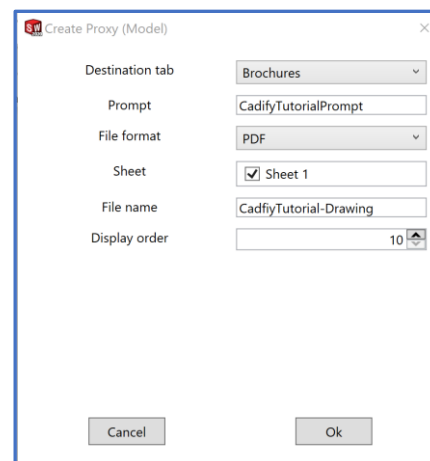 SW Create Proxy (Model)
Destination tab Brochures
Prompt CadifyTutorialPrompt
File format PDF
Sheet Sheet 1
File name CadfiyTutorial-Drawing
Display order 10
Cancel Ok